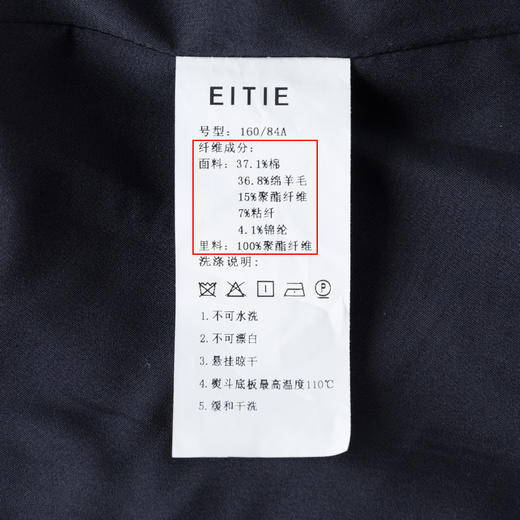 EITIE
号型: 160/84A
纤维成分:
面料: 37.1%棉
36.8%绵羊毛
15%聚酯纤维
7%粘纤
4.1%锦纶
里料: 100%聚酯纤维
洗涤说明:
P
1.不可水洗
2.不可漂白
3.悬挂晾干
4.熨斗底板最高温度110℃
5.缓和干洗